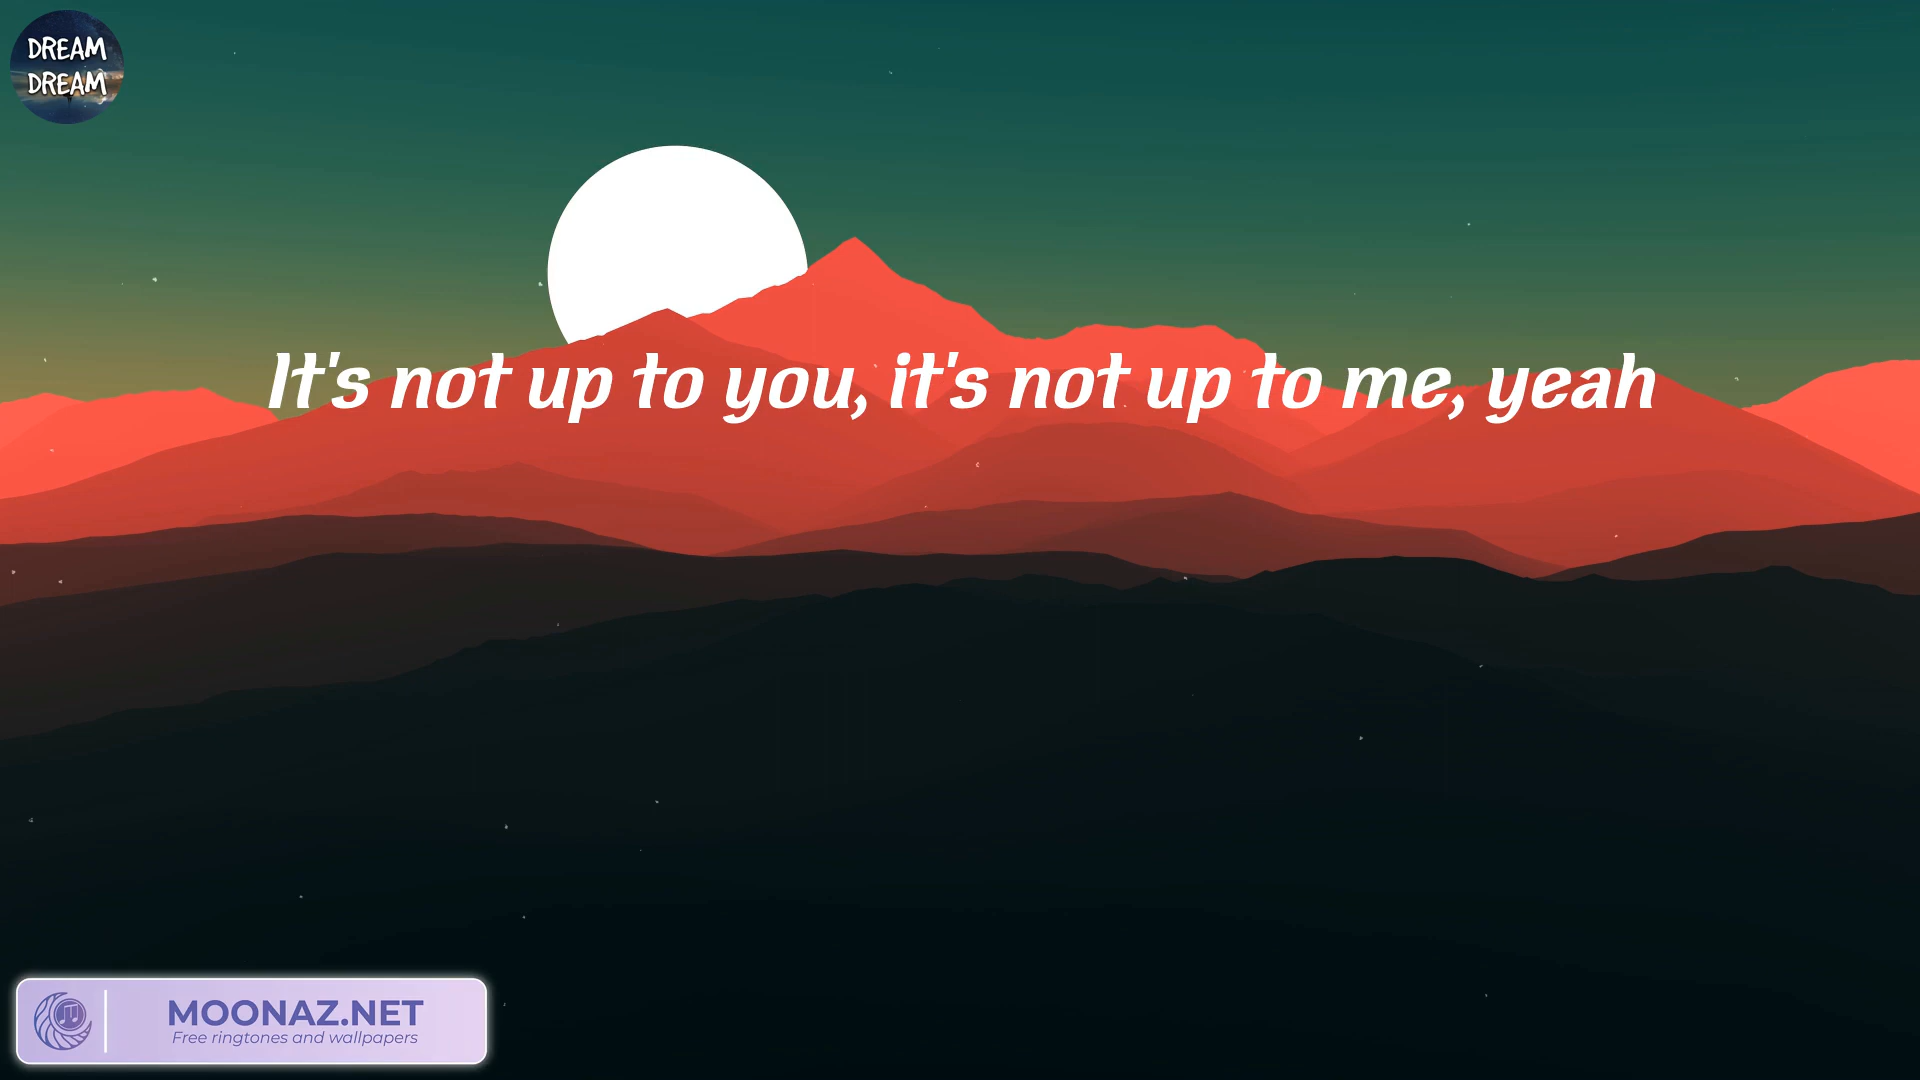 DREAM
DREAM
It's not up to you, it's not up to me, yeah
MOONAZ.NET
Free ringtones and wallpapers